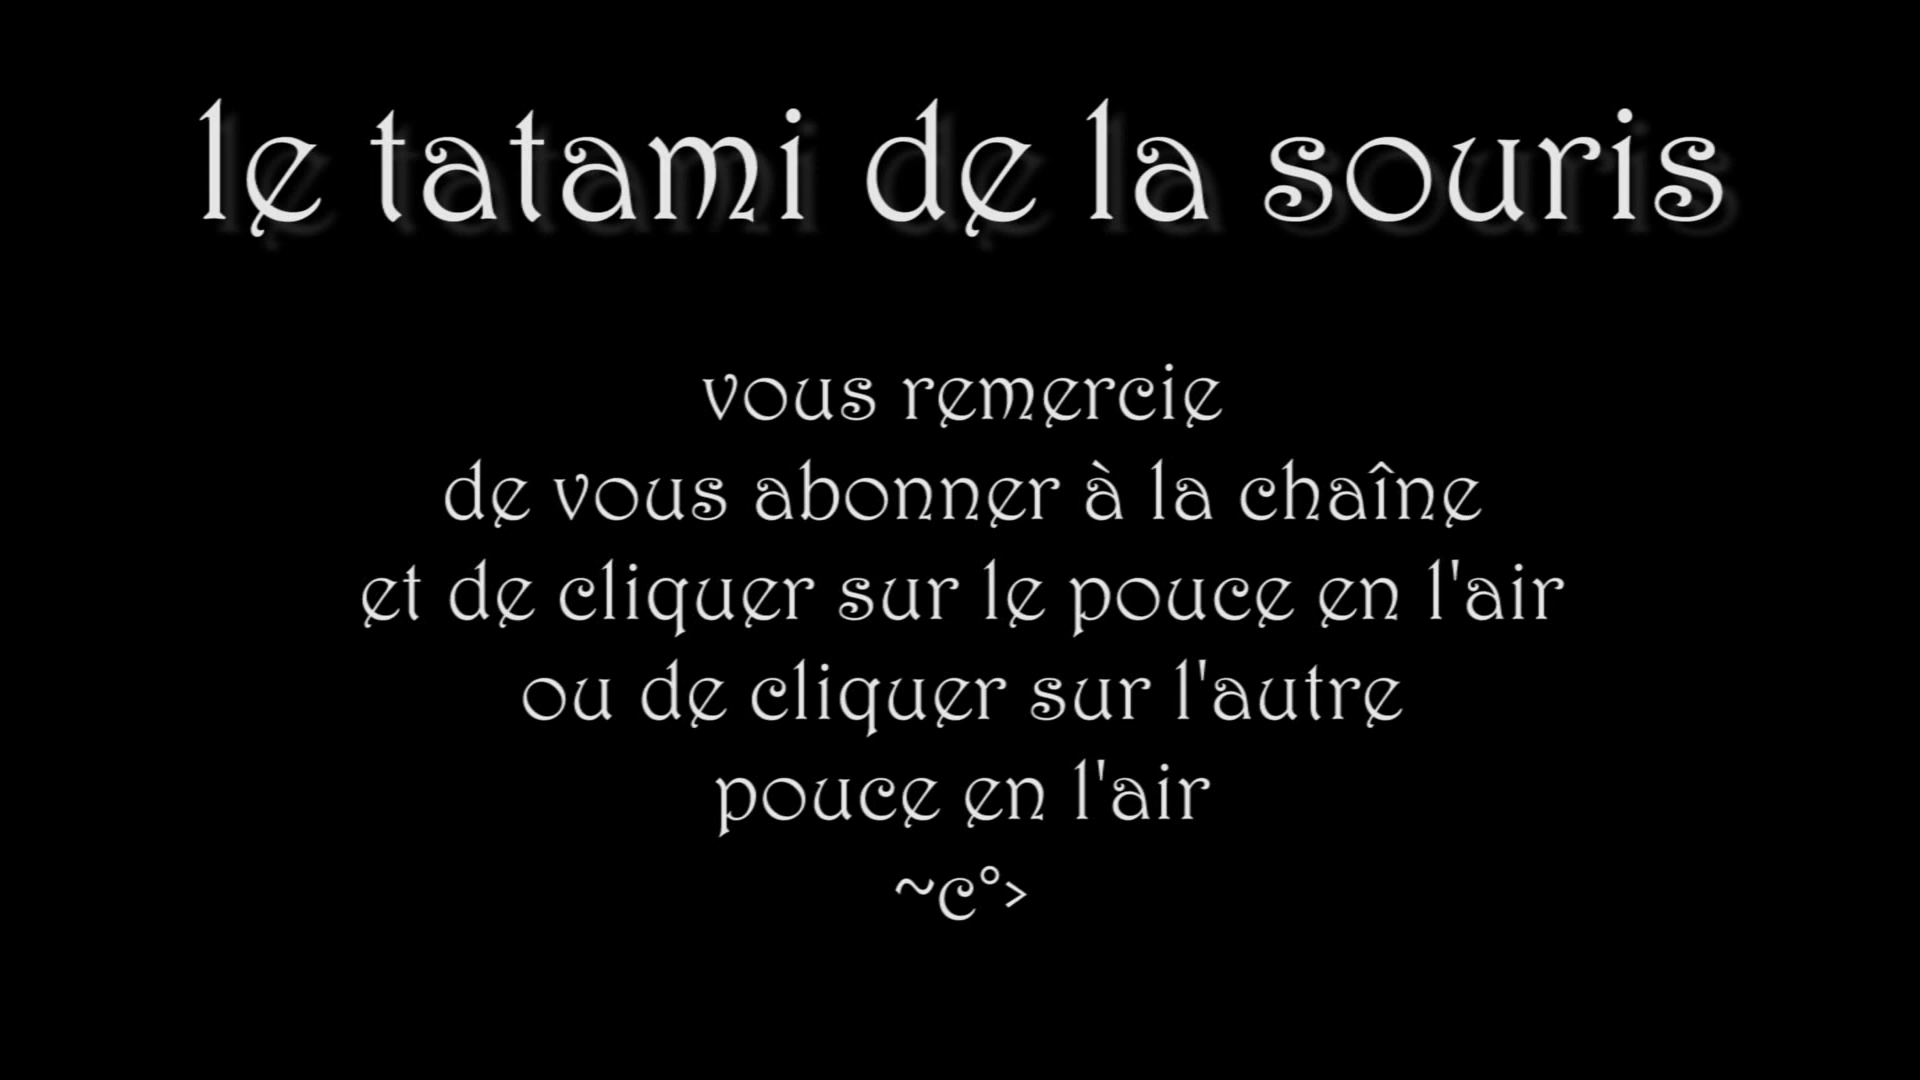 le tatami de la souris
vous remercie
de vous abonner à la chaîne
et de cliquer sur le pouce en l'air
ou de cliquer sur l'autre
pouce en l'air
~c°>